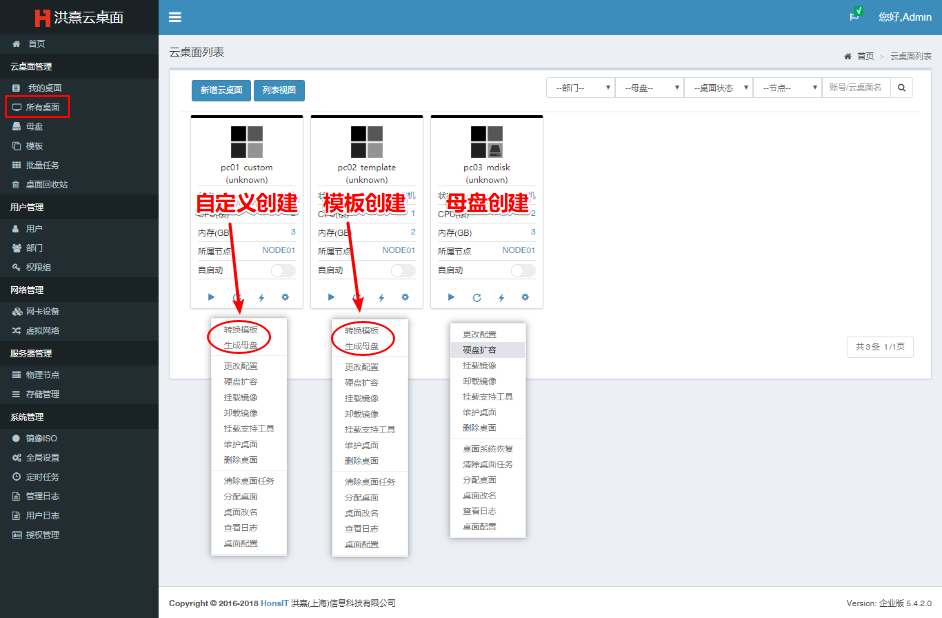 洪熹云桌面
您好,Admin
首页
云桌面管理
我的桌面
所有桌面
母盘
模板
批量任务
桌面回收站
用户管理
用户
部门
权限组
网络管理
网卡设备
虚拟网络
服务器管理
物理节点
存储管理
系统管理
镜像ISO
全局设置
定时任务
管理日志
用户日志
授权管理
云桌面列表
首页 > 云桌面列表
新增云桌面 列表视图
--部门-- --母盘-- --桌面状态 --节点-- 账号/云桌面名
pc01 custom
(unknown)
自定义创建
内存(GB) 3
所属节点 NODE01
自启动
转换模板
生成母盘
更改配置
硬盘扩容
挂载镜像
卸载镜像
挂载支持工具
维护桌面
删除桌面
清除桌面任务
分配桌面
桌面改名
查看日志
桌面配置
pc02 template
(unknown)
模板创建
1
内存(GB) 2
所属节点 NODE01
自启动
转换模板
生成母盘
更改配置
硬盘扩容
挂载镜像
卸载镜像
挂载支持工具
维护桌面
删除桌面
清除桌面任务
分配桌面
桌面改名
查看日志
桌面配置
pc03 mdisk
(unknown)
母盘创建
2
内存(GB) 3
所属节点 NODE01
自启动
更改配置
硬盘扩容
挂载镜像
卸载镜像
挂载支持工具
维护桌面
删除桌面
桌面系统恢复
清除桌面任务
分配桌面
桌面改名
查看日志
桌面配置
共3条 1/1页
Copyright © 2016-2018 HonsIT 洪熹(上海)信息科技有限公司
Version: 企业版 5.4.2.0